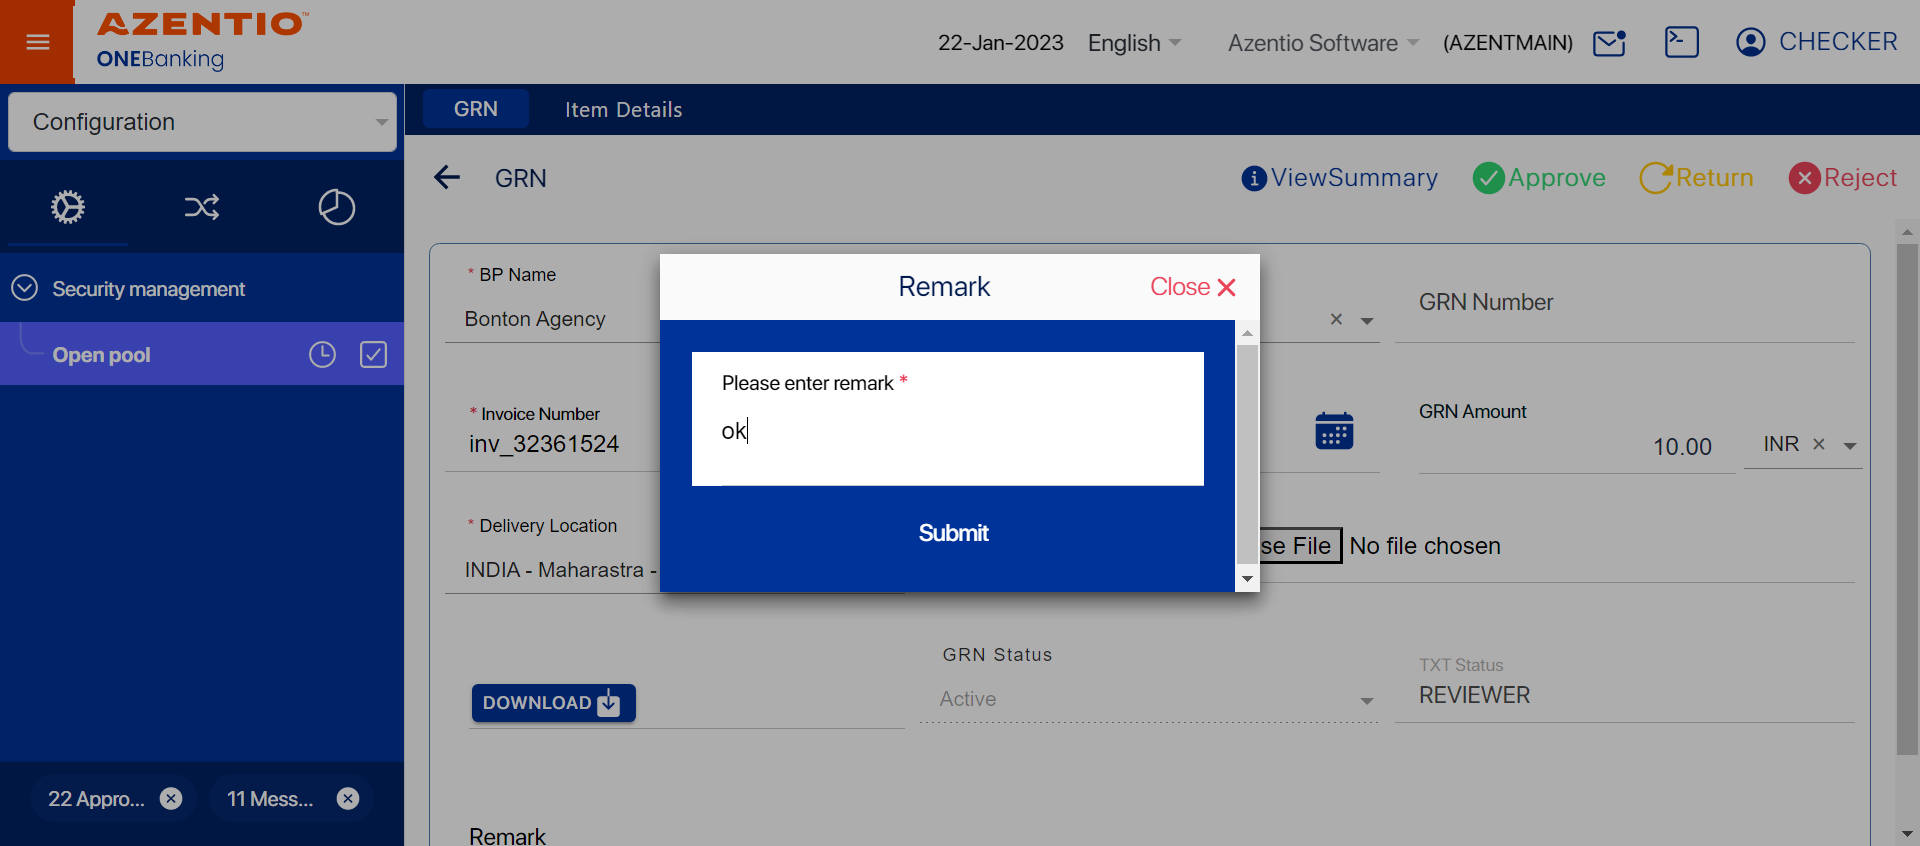 AZENTIO™
ONEBanking
22-Jan-2023 English Azentio Software (AZENTMAIN) CHECKER
Configuration
GRN Item Details
GRN
ViewSummary Approve Return Reject
Security management
Open pool
22 Appro...
11 Mess...
* BP Name
Bonton Agency
GRN Number
* Invoice Number
inv_32361524
GRN Amount
10.00 INR
* Delivery Location
INDIA - Maharastra -
se File No file chosen
DOWNLOAD
GRN Status
Active
TXT Status
REVIEWER
Remark
Remark
Close
Please enter remark *
ok
Submit